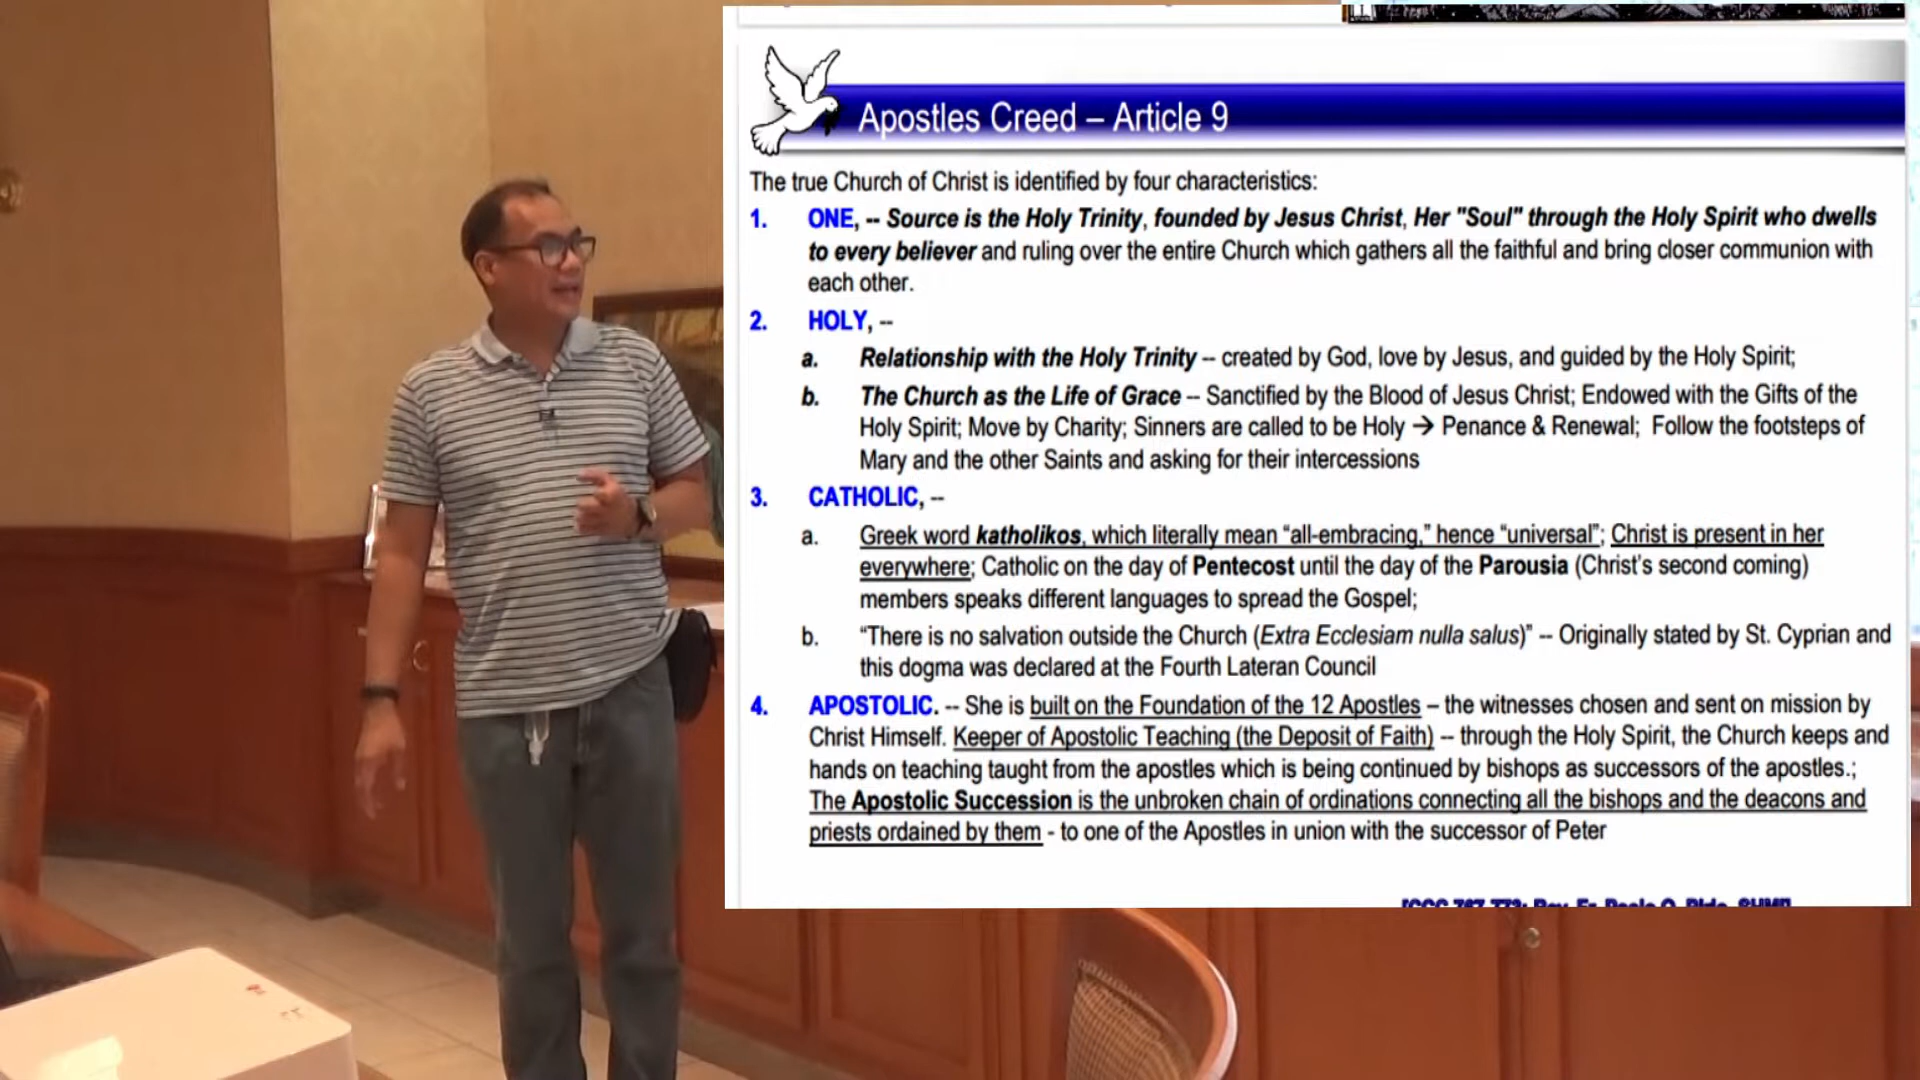 Apostles Creed – Article 9
The true Church of Christ is identified by four characteristics:
1. ONE, -- Source is the Holy Trinity, founded by Jesus Christ, Her "Soul" through the Holy Spirit who dwells
to every believer and ruling over the entire Church which gathers all the faithful and bring closer communion with
each other.
2. HOLY, --
a. Relationship with the Holy Trinity -- created by God, love by Jesus, and guided by the Holy Spirit;
b. The Church as the Life of Grace -- Sanctified by the Blood of Jesus Christ; Endowed with the Gifts of the
Holy Spirit; Move by Charity; Sinners are called to be Holy → Penance & Renewal; Follow the footsteps of
Mary and the other Saints and asking for their intercessions
3. CATHOLIC, --
a. Greek word katholikos, which literally mean “all-embracing,” hence “universal”; Christ is present in her
everywhere; Catholic on the day of Pentecost until the day of the Parousia (Christ’s second coming)
members speaks different languages to spread the Gospel;
b. “There is no salvation outside the Church (Extra Ecclesiam nulla salus)” -- Originally stated by St. Cyprian and
this dogma was declared at the Fourth Lateran Council
4. APOSTOLIC. -- She is built on the Foundation of the 12 Apostles – the witnesses chosen and sent on mission by
Christ Himself. Keeper of Apostolic Teaching (the Deposit of Faith) -- through the Holy Spirit, the Church keeps and
hands on teaching taught from the apostles which is being continued by bishops as successors of the apostles.;
The Apostolic Succession is the unbroken chain of ordinations connecting all the bishops and the deacons and
priests ordained by them - to one of the Apostles in union with the successor of Peter